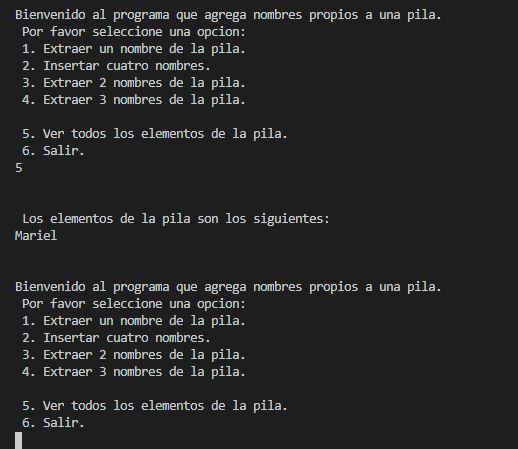 Bienvenido al programa que agrega nombres propios a una pila.
Por favor seleccione una opcion:
1. Extraer un nombre de la pila.
2. Insertar cuatro nombres.
3. Extraer 2 nombres de la pila.
4. Extraer 3 nombres de la pila.
5. Ver todos los elementos de la pila.
6. Salir.
5
Los elementos de la pila son los siguientes:
Mariel
Bienvenido al programa que agrega nombres propios a una pila.
Por favor seleccione una opcion:
1. Extraer un nombre de la pila.
2. Insertar cuatro nombres.
3. Extraer 2 nombres de la pila.
4. Extraer 3 nombres de la pila.
5. Ver todos los elementos de la pila.
6. Salir.